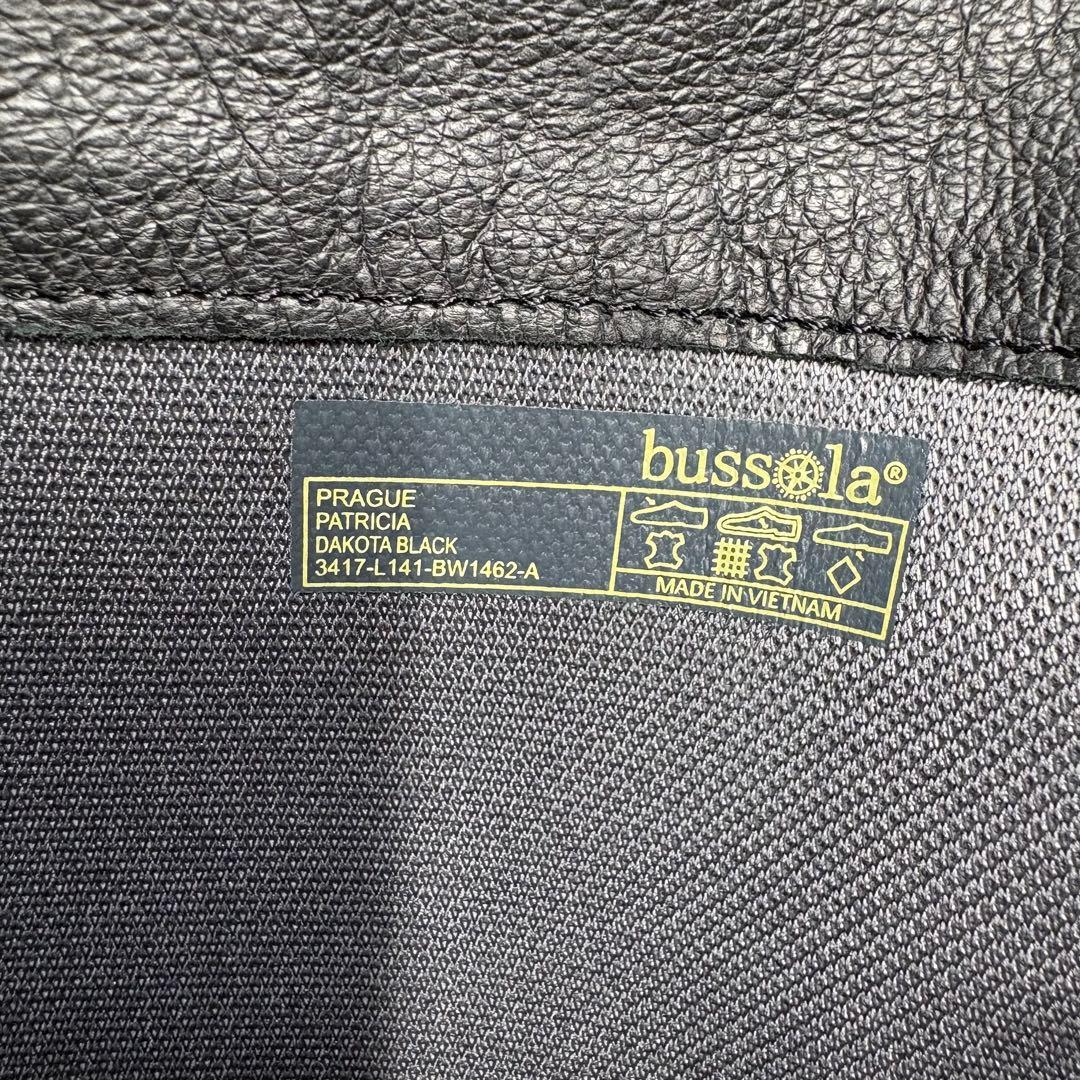 bussola®
PRAGUE
PATRICIA
DAKOTA BLACK
3417-L141-BW1462-A
MADE IN VIETNAM